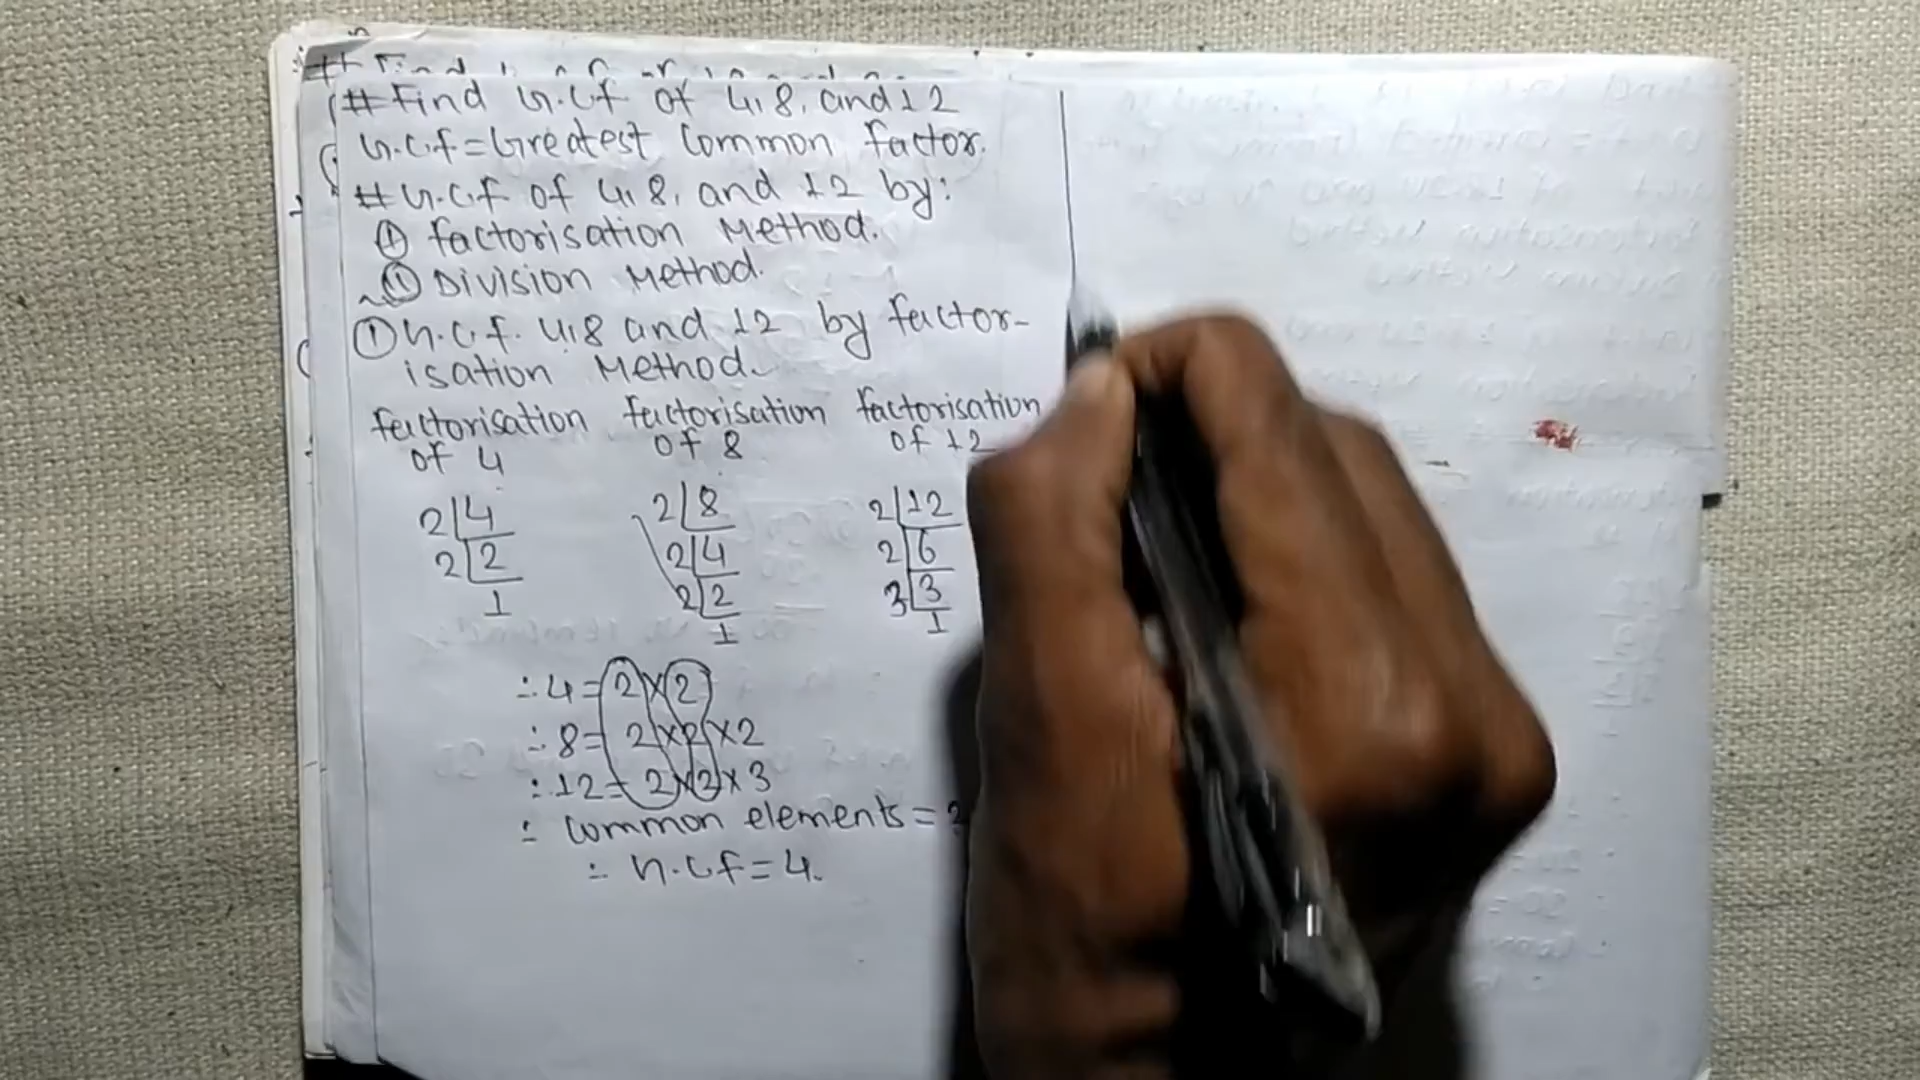 # Find G.C.F of 4, 8, and 12
G.C.F = Greatest Common factor.
# G.C.F of 4, 8, and 12 by:
① factorisation Method.
⑪ Division Method.
① G.C.F. 4, 8 and 12 by factor-
isation Method.
factorisation factorisation factorisation
of 4 of 8 of 12
2|4 2|8 2|12
2|2 2|4 2|6
1 2|2 3|3
1 1
∴ 4 = 2 × 2
∴ 8 = 2 × 2 × 2
∴ 12 = 2 × 2 × 3
∴ Common elements =
∴ G.C.F = 4.